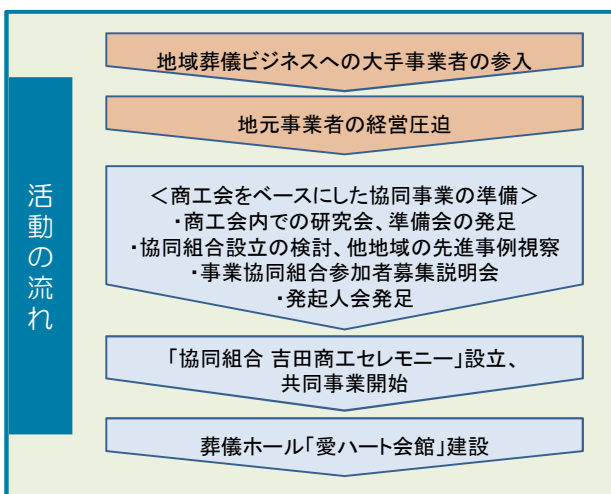 活動の流れ
地域葬儀ビジネスへの大手事業者の参入
地元事業者の経営圧迫
＜商工会をベースにした協同事業の準備＞
・商工会内での研究会、準備会の発足
・協同組合設立の検討、他地域の先進事例視察
・事業協同組合参加者募集説明会
・発起人会発足
「協同組合 吉田商工セレモニー」設立、
共同事業開始
葬儀ホール「愛ハート会館」建設